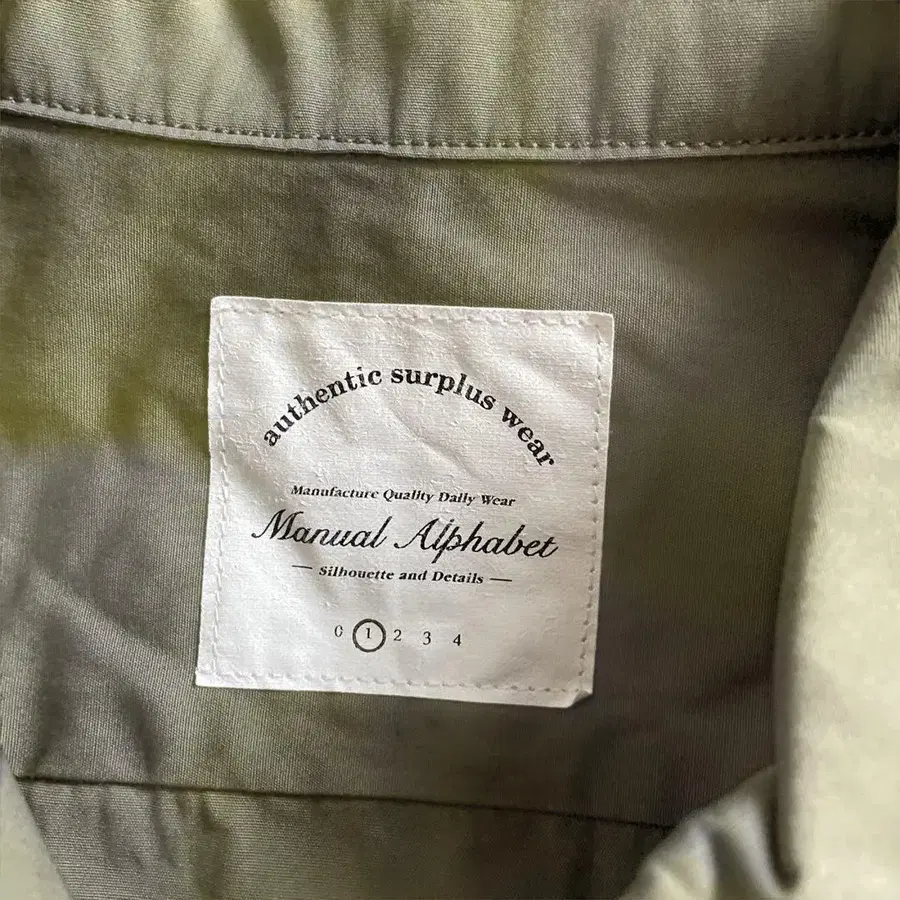 authentic surplus wear
Manufacture Quality Daily Wear
Manual Alphabet
Silhouette and Details
0 1 2 3 4